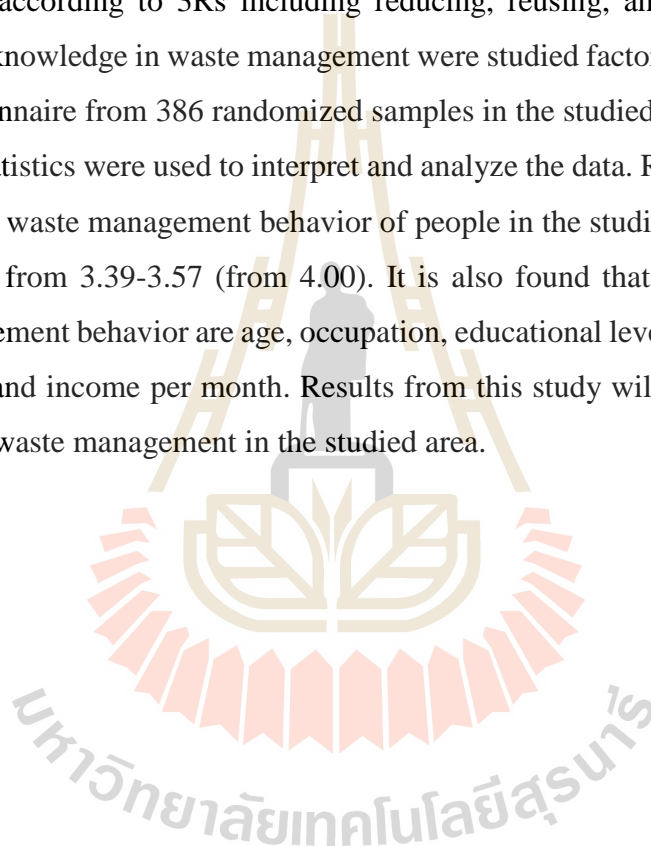 according to 3Rs including reducing, reusing, an
knowledge in waste management were studied factor
nnaire from 386 randomized samples in the studied
tistics were used to interpret and analyze the data. R
waste management behavior of people in the studi
from 3.39-3.57 (from 4.00). It is also found that
ement behavior are age, occupation, educational leve
and income per month. Results from this study wil
waste management in the studied area.
มหาวิทยาลัยเทคโนโลยีสุรนารี